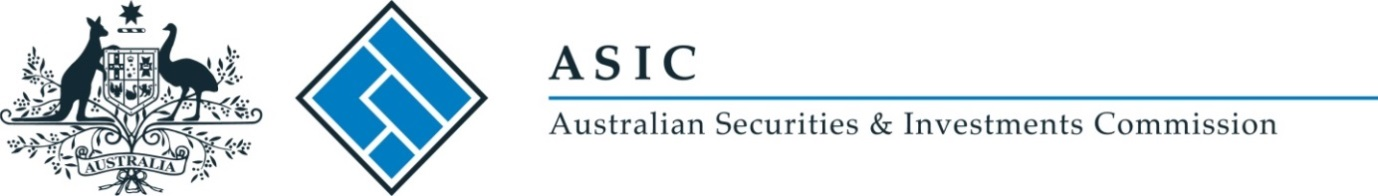 AUSTRALIA
ASIC
Australian Securities & Investments Commission